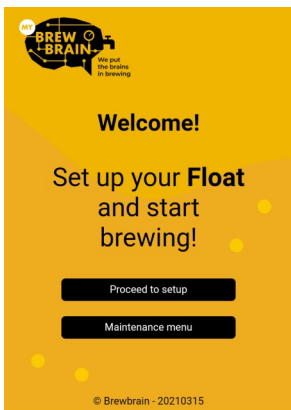 MY
BREW
BRAIN
We put
the brains
in brewing
Welcome!
Set up your Float
and start
brewing!
Proceed to setup
Maintenance menu
© Brewbrain - 20210315